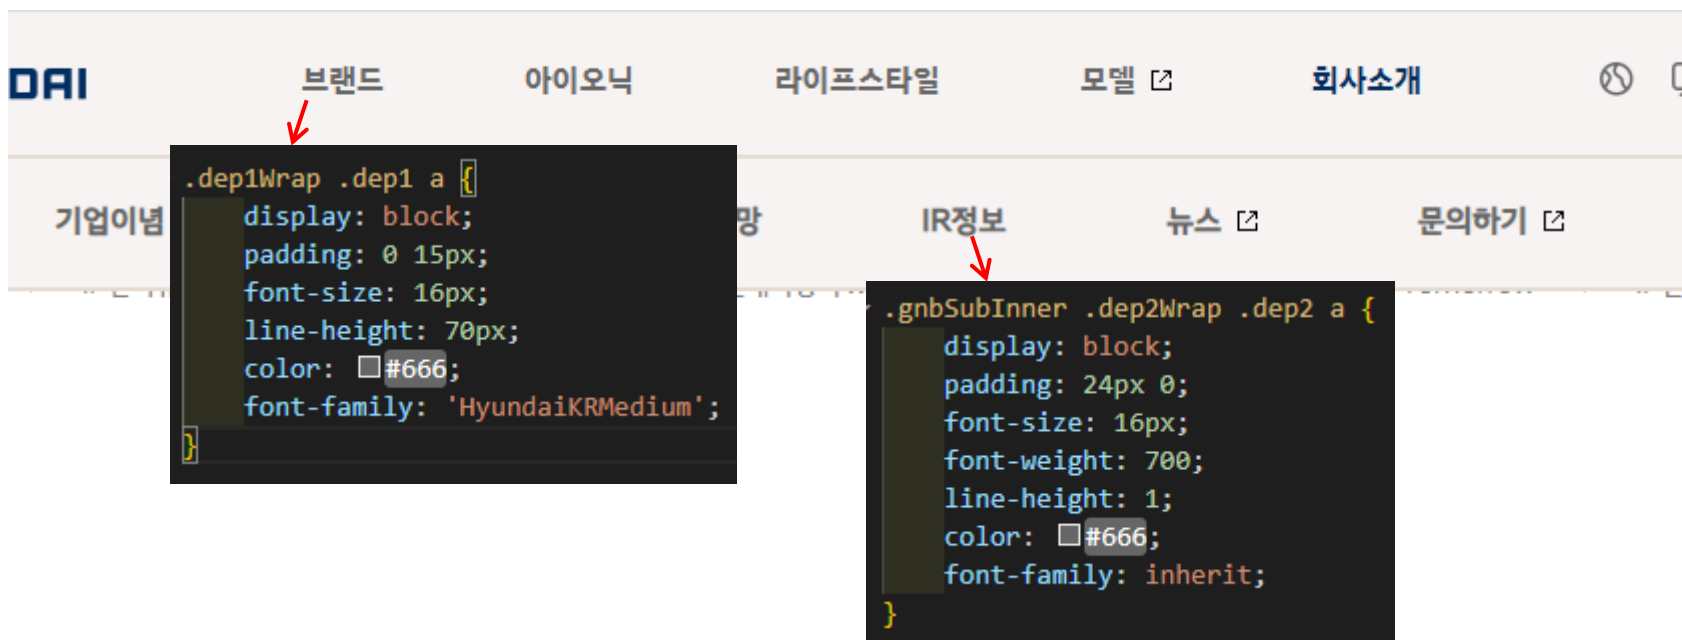 DAI 브랜드 아이오닉 라이프스타일 모델 회사소개
기업이념 망 IR정보 뉴스 문의하기
.dep1Wrap .dep1 a {
display: block;
padding: 0 15px;
font-size: 16px;
line-height: 70px;
color: #666;
font-family: 'HyundaiKRMedium';
}
.gnbSubInner .dep2Wrap .dep2 a {
display: block;
padding: 24px 0;
font-size: 16px;
font-weight: 700;
line-height: 1;
color: #666;
font-family: inherit;
}